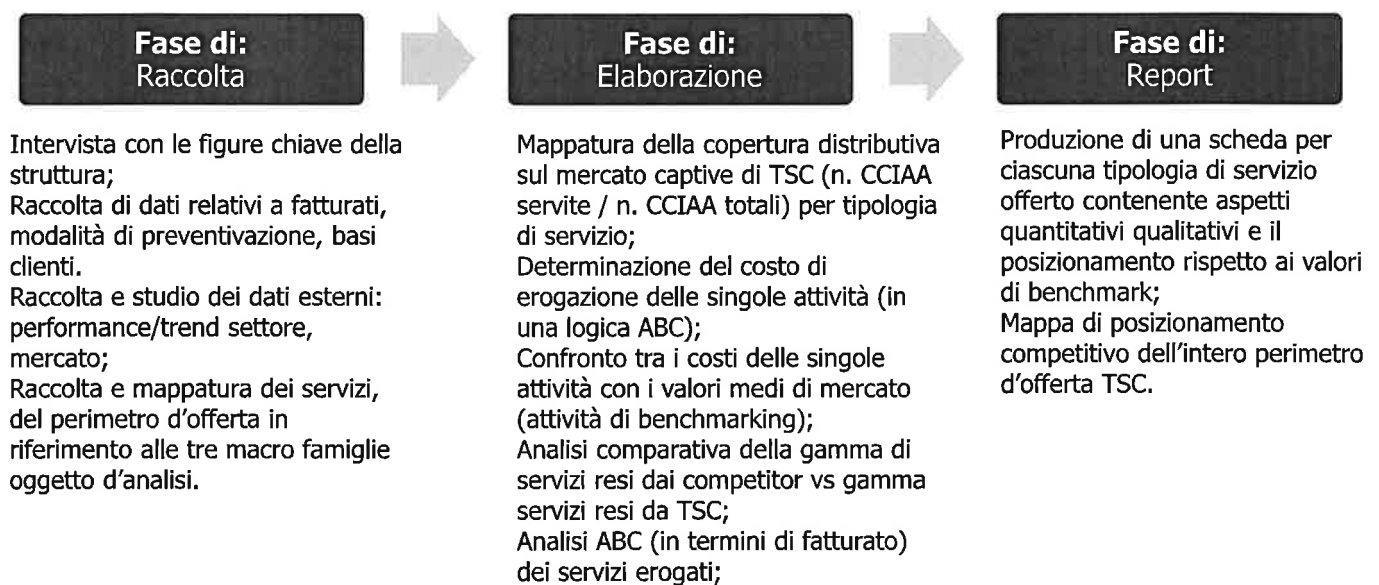 Fase di:
Raccolta
Intervista con le figure chiave della
struttura;
Raccolta di dati relativi a fatturati,
modalità di preventivazione, basi
clienti.
Raccolta e studio dei dati esterni:
performance/trend settore,
mercato;
Raccolta e mappatura dei servizi,
del perimetro d'offerta in
riferimento alle tre macro famiglie
oggetto d'analisi.
Fase di:
Elaborazione
Mappatura della copertura distributiva
sul mercato captive di TSC (n. CCIAA
servite / n. CCIAA totali) per tipologia
di servizio;
Determinazione del costo di
erogazione delle singole attività (in
una logica ABC);
Confronto tra i costi delle singole
attività con i valori medi di mercato
(attività di benchmarking);
Analisi comparativa della gamma di
servizi resi dai competitor vs gamma
servizi resi da TSC;
Analisi ABC (in termini di fatturato)
dei servizi erogati;
Fase di:
Report
Produzione di una scheda per
ciascuna tipologia di servizio
offerto contenente aspetti
quantitativi qualitativi e il
posizionamento rispetto ai valori
di benchmark;
Mappa di posizionamento
competitivo dell'intero perimetro
d'offerta TSC.